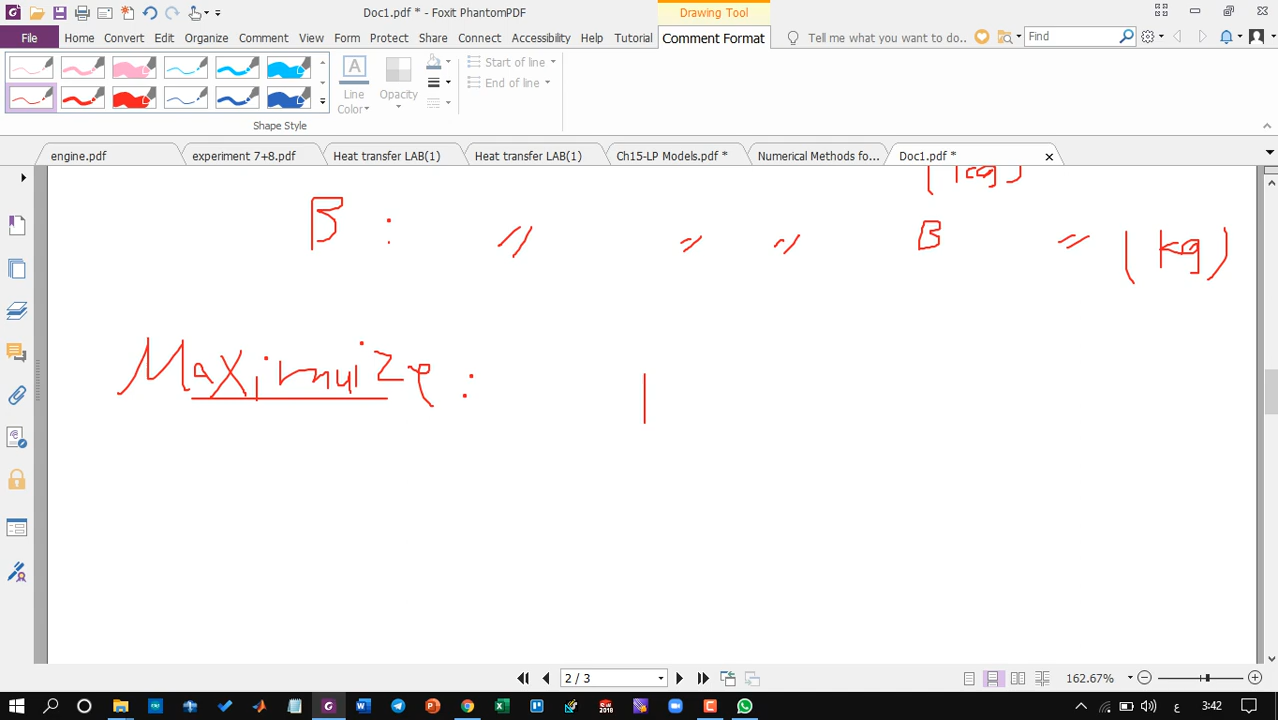 Doc1.pdf * - Foxit PhantomPDF
Drawing Tool
File Home Convert Edit Organize Comment View Form Protect Share Connect Accessibility Help Tutorial Comment Format Tell me what you want to do.. Find
Line Color
Opacity
Start of line
End of line
Shape Style
engine.pdf experiment 7+8.pdf Heat transfer LAB(1) Heat transfer LAB(1) Ch15-LP Models.pdf * Numerical Methods fo... Doc1.pdf *
(kg)
B : 〃 〃 〃 B 〃 (kg)
Maximize :
2 / 3
162.67%
ع 3:42